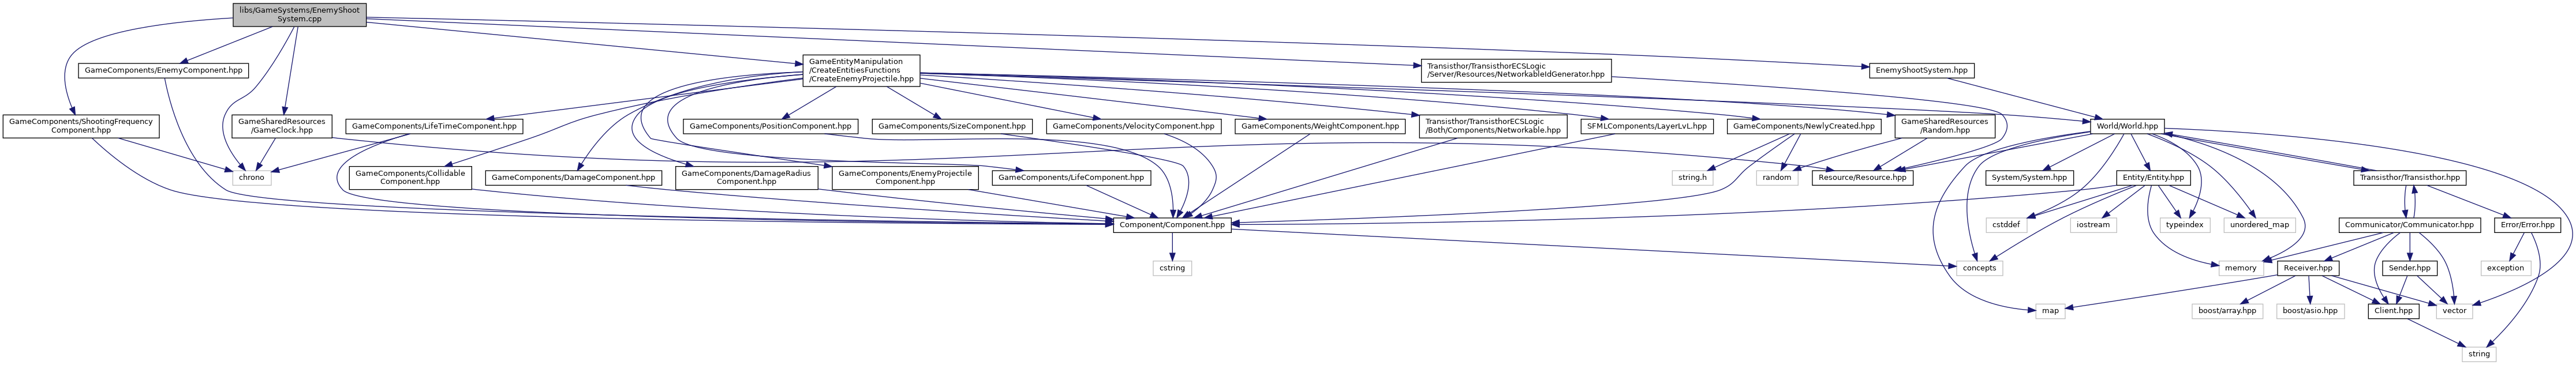 libs/GameSystems/EnemyShoot
System.cpp
GameEntityManipulation
/CreateEntitiesFunctions
/CreateEnemyProjectile.hpp
GameComponents/EnemyComponent.hpp
Transisthor/TransisthorECSLogic
/Server/Resources/NetworkableIdGenerator.hpp
EnemyShootSystem.hpp
GameComponents/ShootingFrequency
Component.hpp
GameSharedResources
/GameClock.hpp
GameComponents/LifeTimeComponent.hpp
GameComponents/PositionComponent.hpp
GameComponents/SizeComponent.hpp
GameComponents/VelocityComponent.hpp
GameComponents/WeightComponent.hpp
Transisthor/TransisthorECSLogic
/Both/Components/Networkable.hpp
SFMLComponents/LayerLvL.hpp
GameComponents/NewlyCreated.hpp
GameSharedResources
/Random.hpp
World/World.hpp
chrono
GameComponents/Collidable
Component.hpp
GameComponents/DamageComponent.hpp
GameComponents/DamageRadius
Component.hpp
GameComponents/EnemyProjectile
Component.hpp
GameComponents/LifeComponent.hpp
string.h
random
Resource/Resource.hpp
System/System.hpp
Entity/Entity.hpp
Transisthor/Transisthor.hpp
Component/Component.hpp
cstddef
iostream
typeindex
unordered_map
Communicator/Communicator.hpp
Error/Error.hpp
cstring
concepts
memory
Receiver.hpp
Sender.hpp
exception
map
boost/array.hpp
boost/asio.hpp
Client.hpp
vector
string